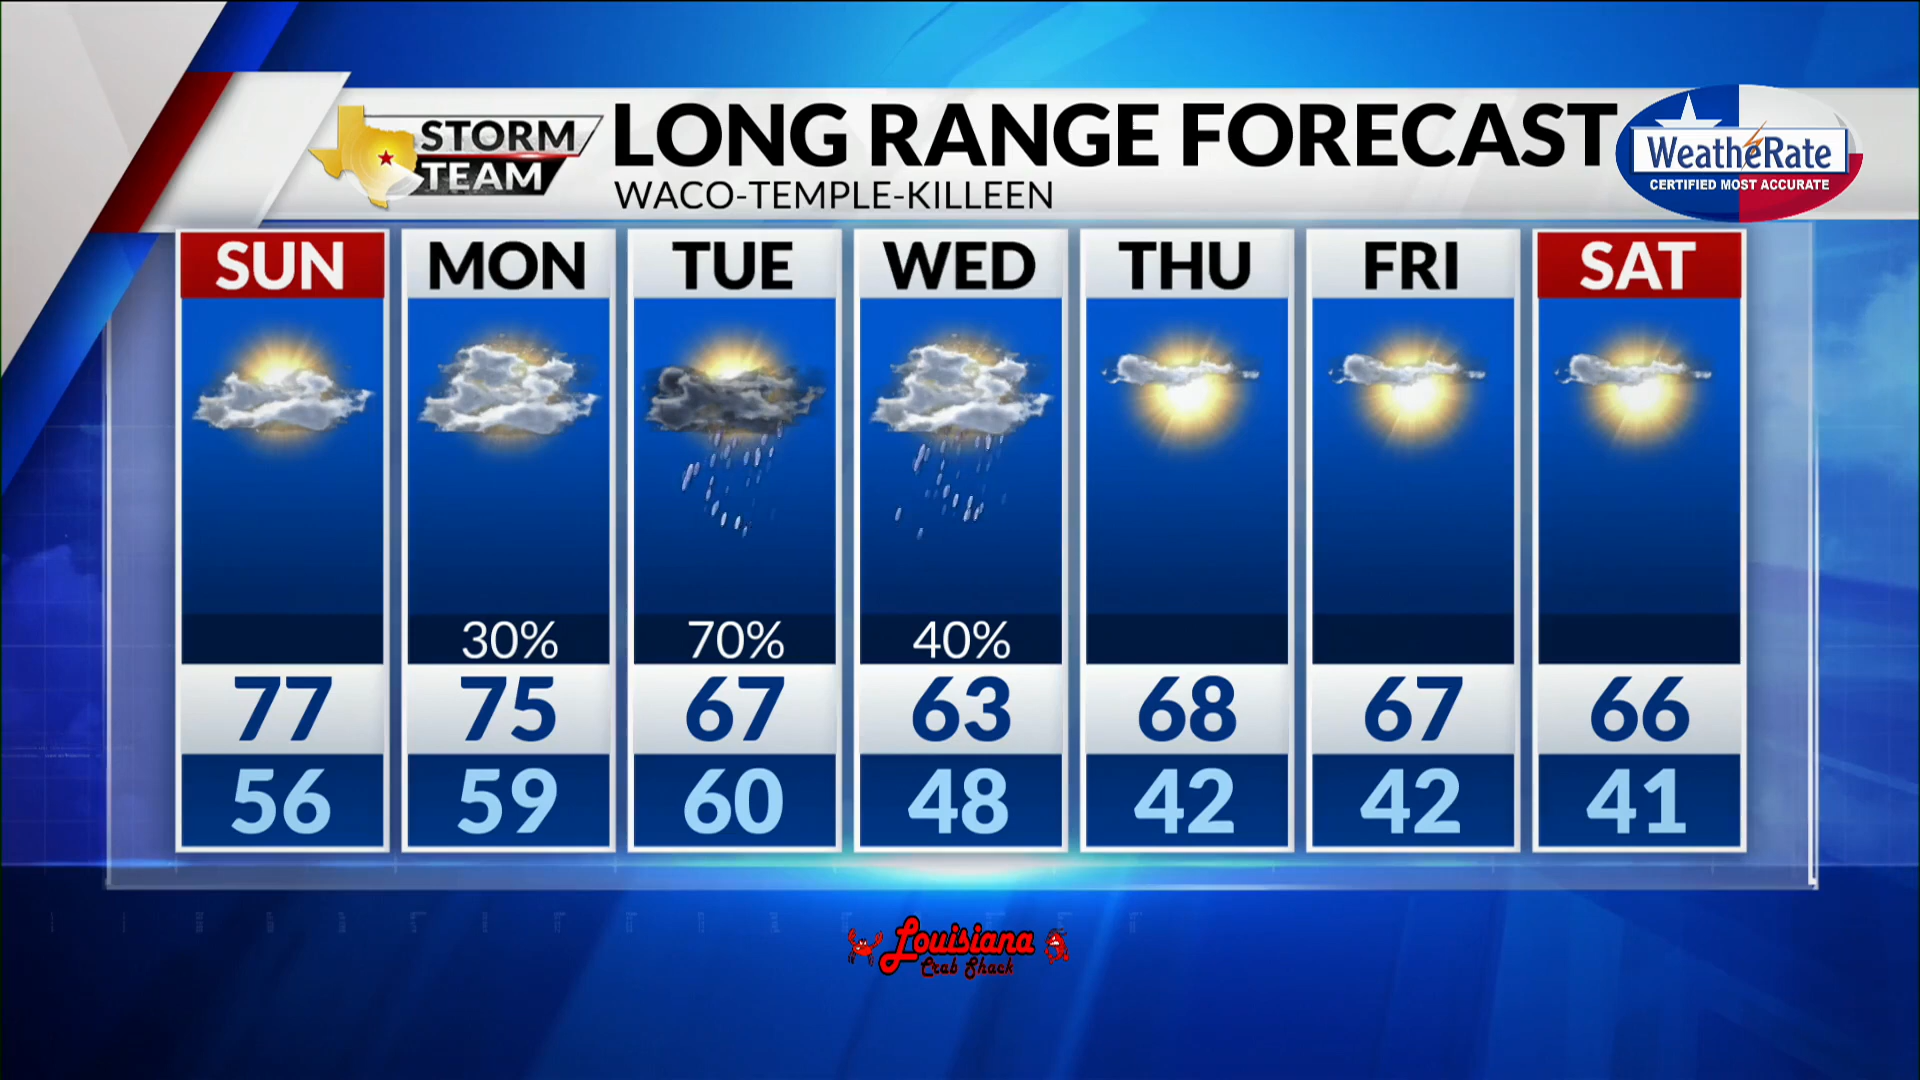 STORM
TEAM
LONG RANGE FORECAST
WACO-TEMPLE-KILLEEN
WeatheRate
CERTIFIED MOST ACCURATE
SUN MON TUE WED THU FRI SAT
30% 70% 40%
77 75 67 63 68 67 66
56 59 60 48 42 42 41
Louisiana
Crab Shack